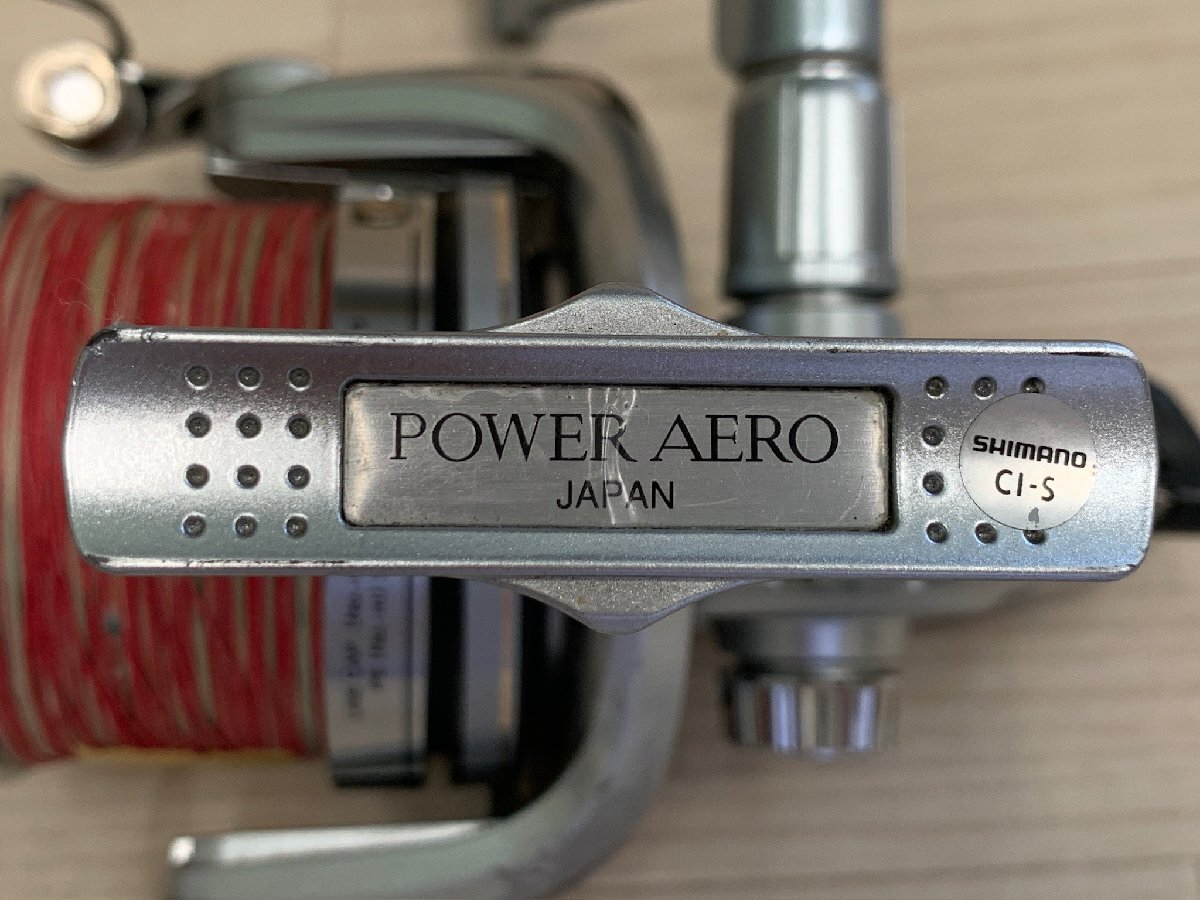 POWER AERO
JAPAN
SHIMANO
CI-S